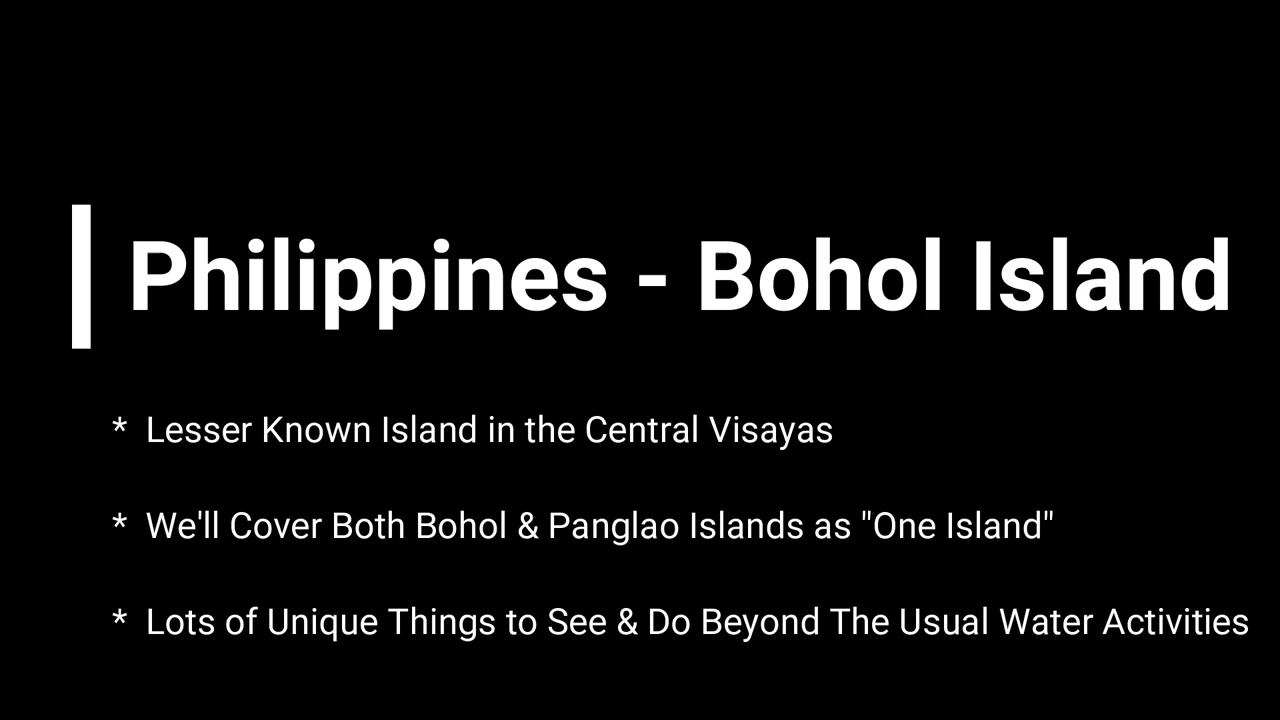 Philippines - Bohol Island
* Lesser Known Island in the Central Visayas
* We'll Cover Both Bohol & Panglao Islands as "One Island"
* Lots of Unique Things to See & Do Beyond The Usual Water Activities